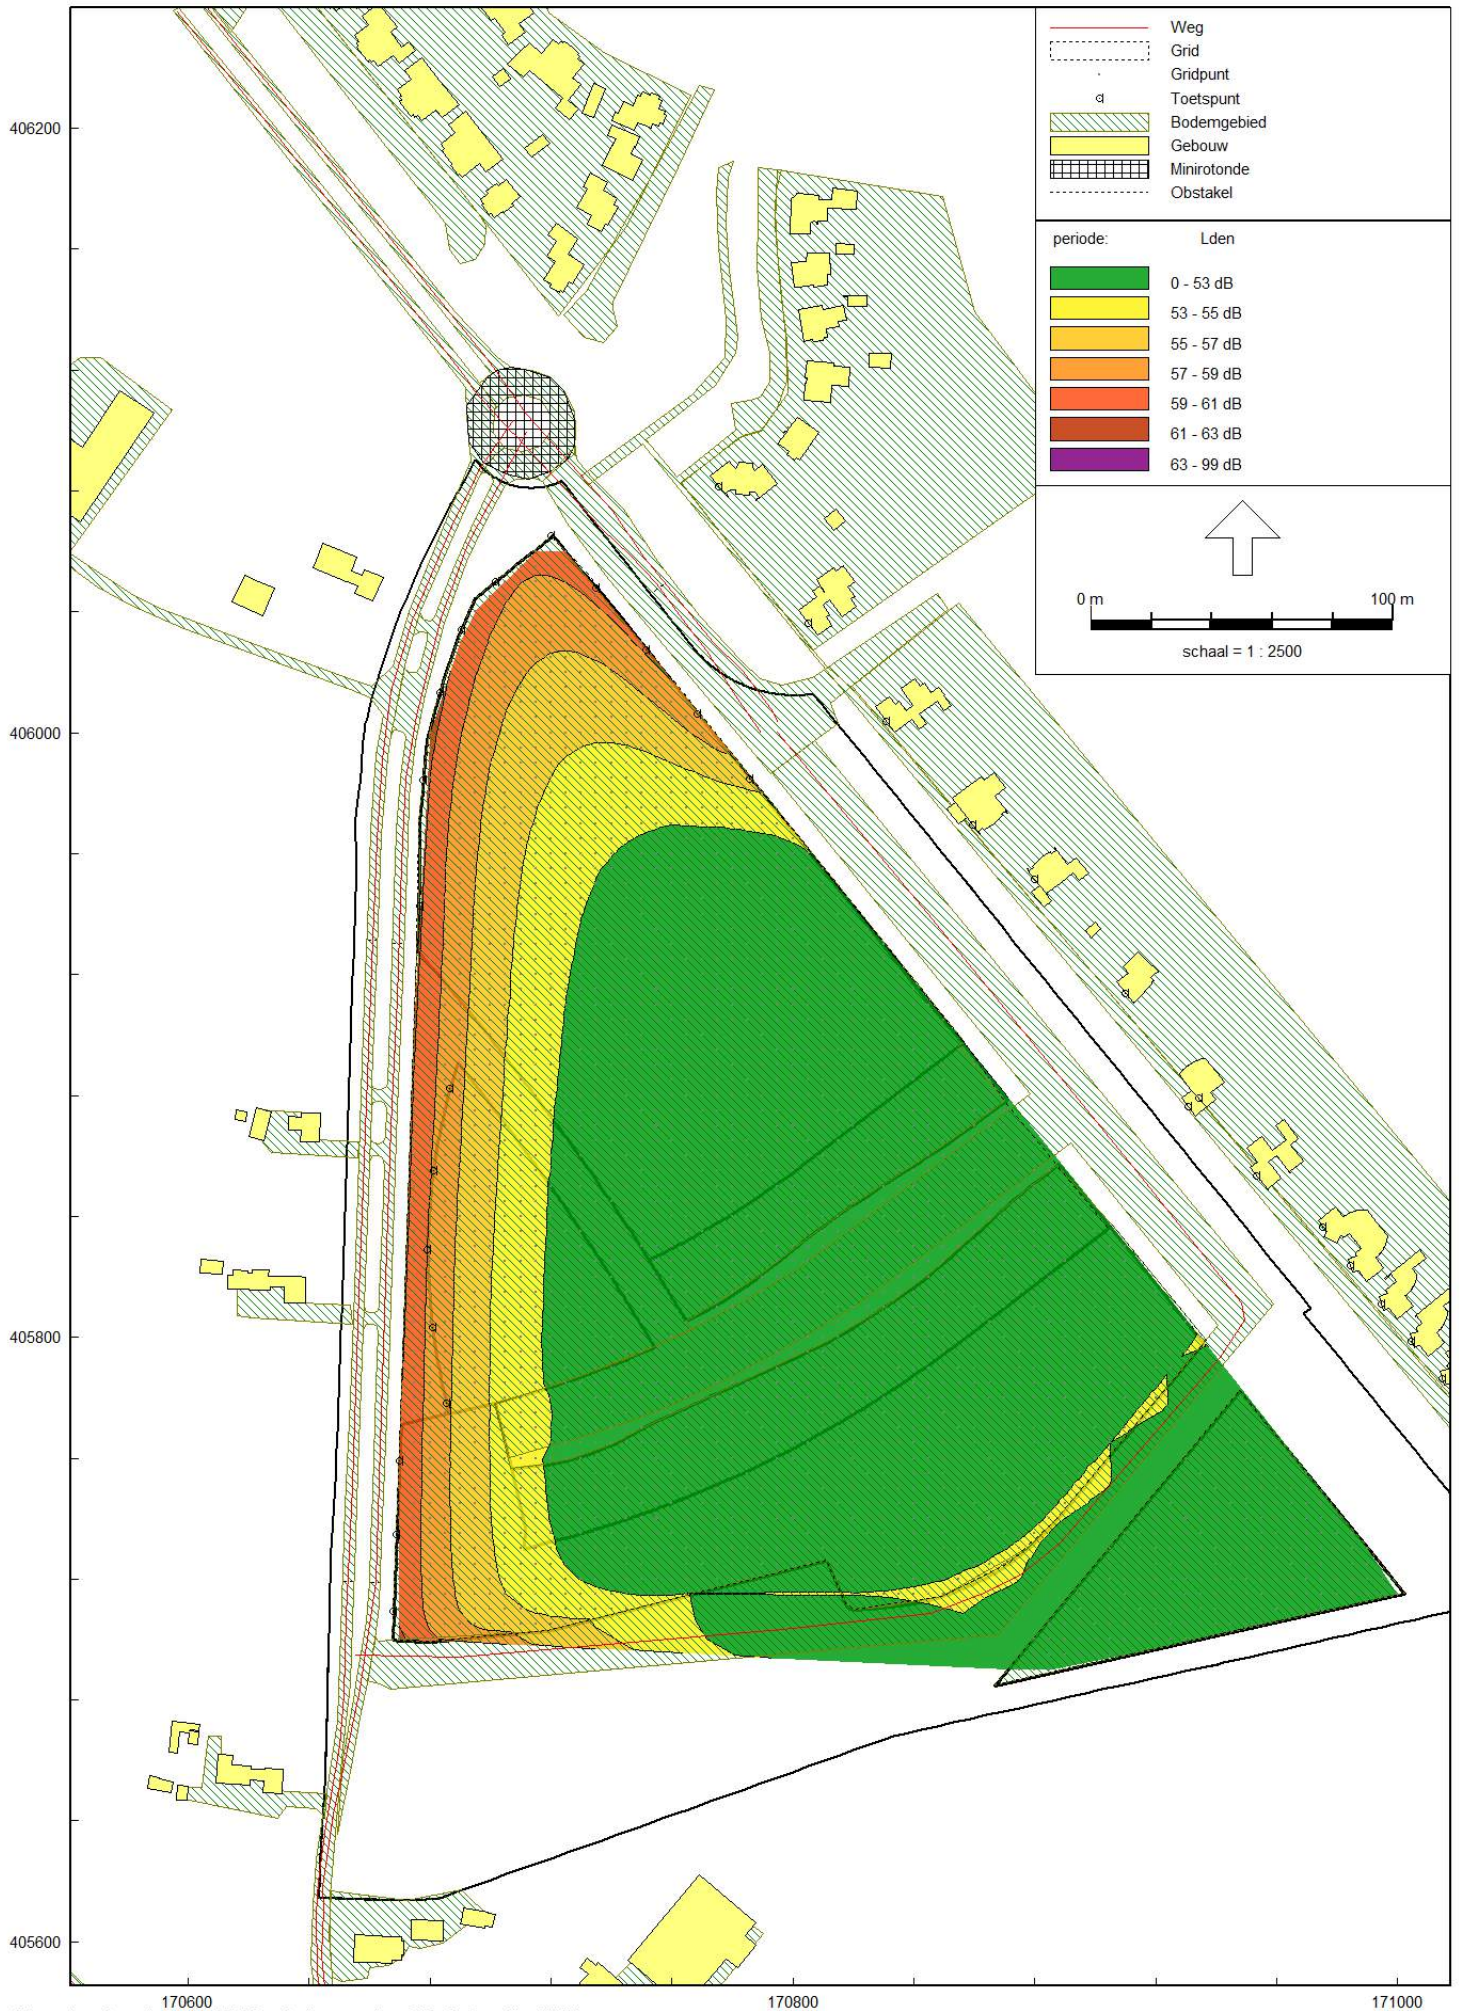 Weg
Grid
Gridpunt
Toetspunt
Bodemgebied
Gebouw
Minirotonde
Obstakel
periode: Lden
0 - 53 dB
53 - 55 dB
55 - 57 dB
57 - 59 dB
59 - 61 dB
61 - 63 dB
63 - 99 dB
0 m 100 m
schaal = 1 : 2500
406200
406000
405800
405600
170600 170800 171000